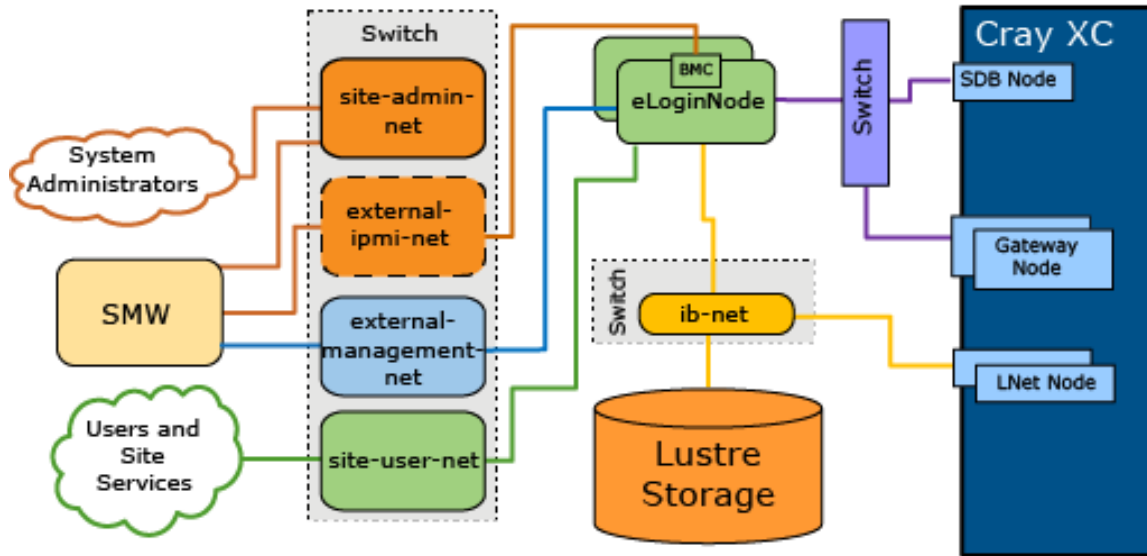 Switch
site-admin-
net
System
Administrators
external-
ipmi-net
SMW
external-
management-
net
Users and
Site
Services
site-user-net
BMC
eLoginNode
Switch
Cray XC
SDB Node
Gateway
Node
Switch
ib-net
LNet Node
Lustre
Storage